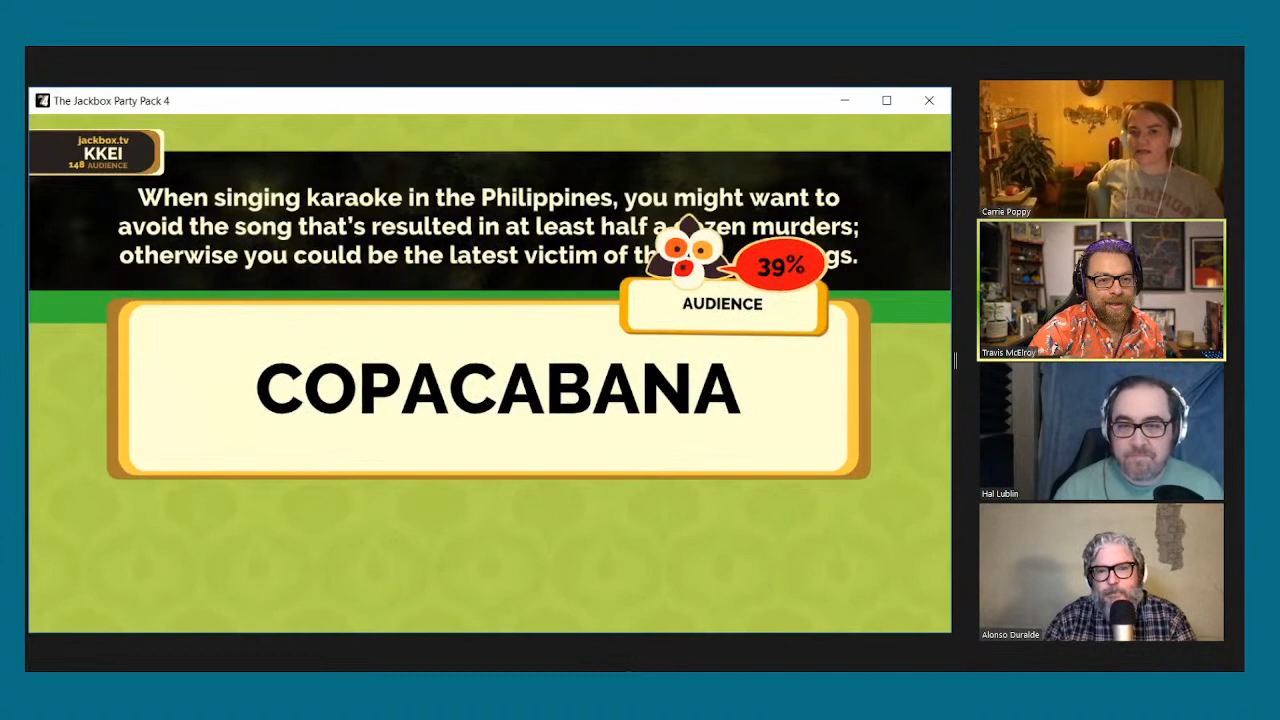 The Jackbox Party Pack 4
jackbox.tv
KKEI
148 AUDIENCE
When singing karaoke in the Philippines, you might want to
avoid the song that's resulted in at least half a murders;
otherwise you could be the latest victim of
39%
AUDIENCE
COPACABANA
Carrie Poppy
Travis McElroy
Hal Lublin
Alonso Duralde